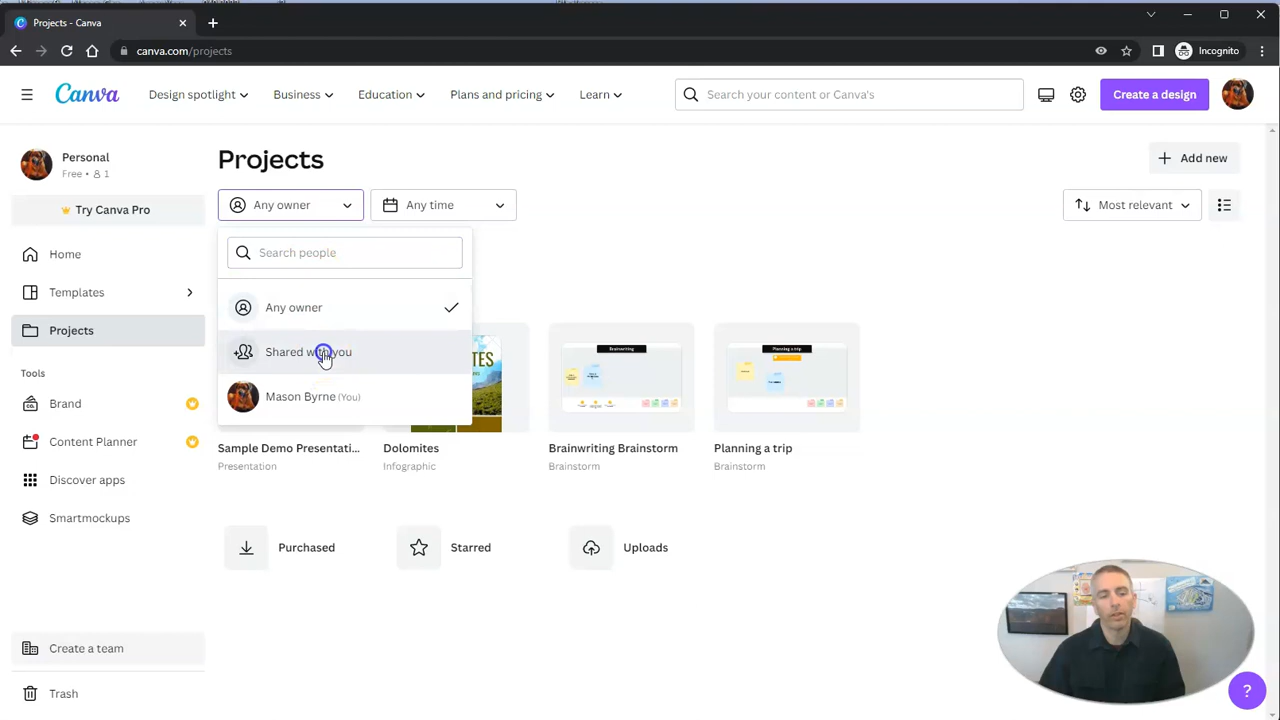 Projects - Canva
canva.com/projects
Incognito
Canva
Design spotlight
Business
Education
Plans and pricing
Learn
Search your content or Canva's
Create a design
Personal
Free • 1
Try Canva Pro
Home
Templates
Projects
Tools
Brand
Content Planner
Discover apps
Smartmockups
Create a team
Trash
Projects
Add new
Any owner
Any time
Most relevant
Search people
Any owner
Shared with you
Mason Byrne (You)
Brainwriting
Planning a trip
Sample Demo Presentati...
Presentation
Dolomites
Infographic
Brainwriting Brainstorm
Brainstorm
Planning a trip
Brainstorm
Purchased
Starred
Uploads
?